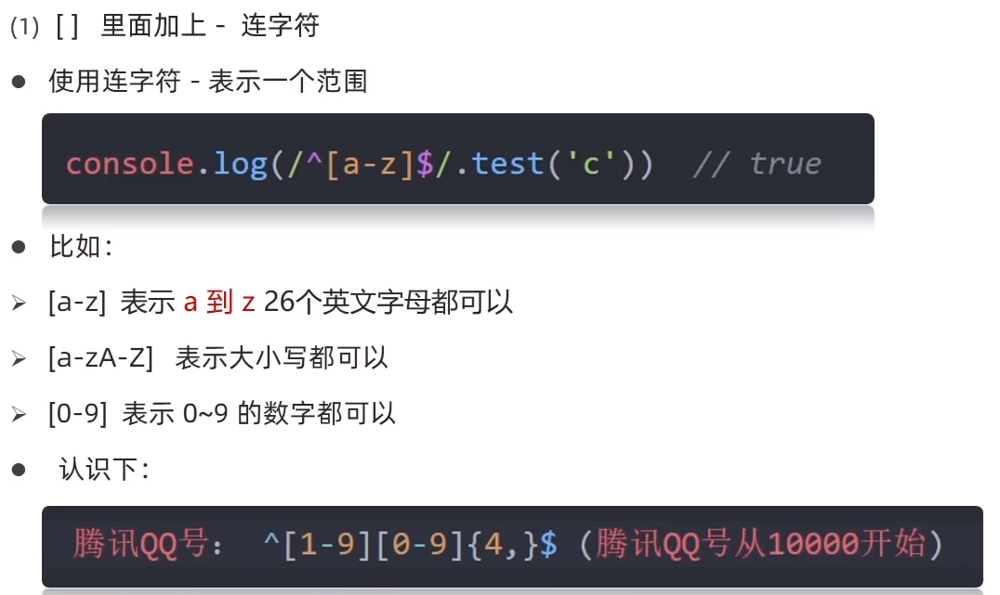 (1) [ ] 里面加上 - 连字符
● 使用连字符 - 表示一个范围
console.log(/^[a-z]$/.test('c')) // true
● 比如：
➢ [a-z] 表示 a 到 z 26个英文字母都可以
➢ [a-zA-Z] 表示大小写都可以
➢ [0-9] 表示 0~9 的数字都可以
● 认识下：
腾讯QQ号： ^[1-9][0-9]{4,}$ (腾讯QQ号从10000开始)